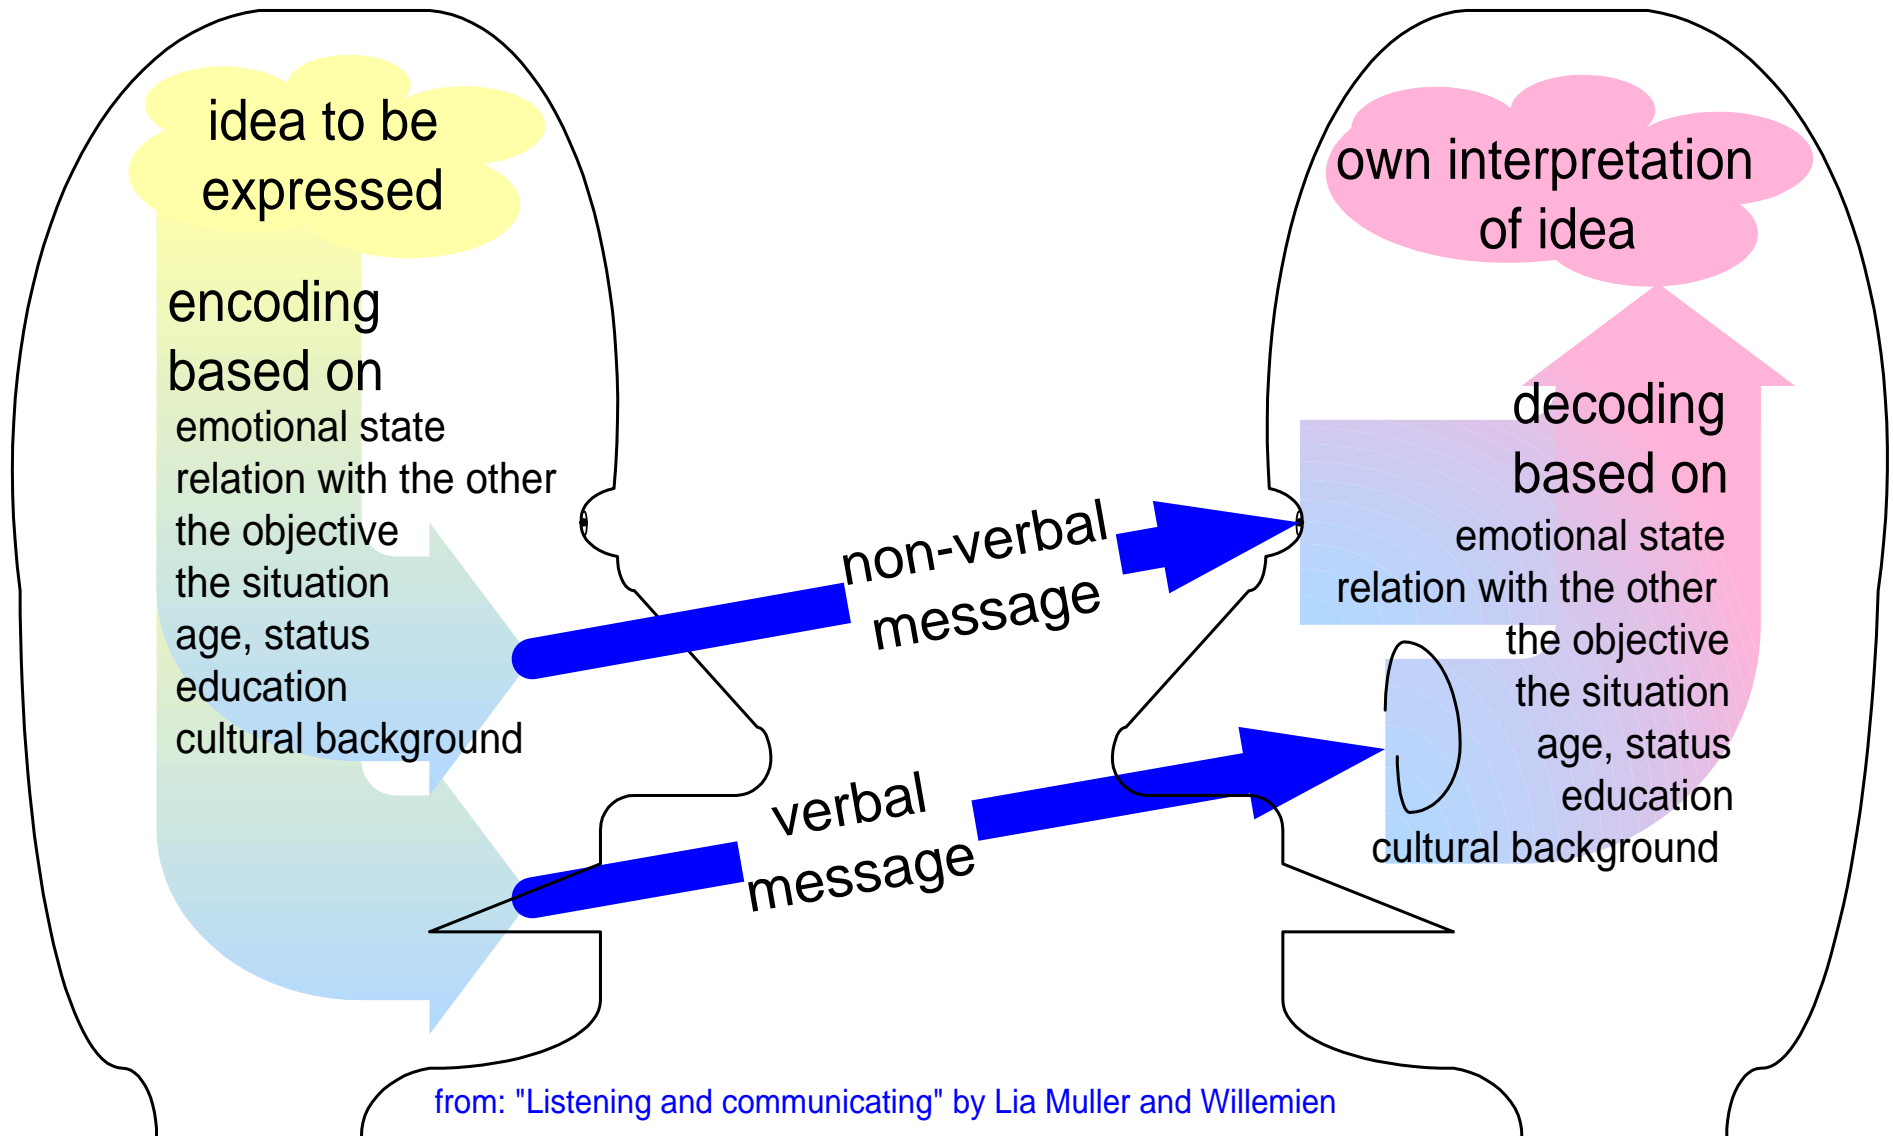 idea to be
expressed
encoding
based on
emotional state
relation with the other
the objective
the situation
age, status
education
cultural background
non-verbal
message
verbal
message
own interpretation
of idea
decoding
based on
emotional state
relation with the other
the objective
the situation
age, status
education
cultural background
from: "Listening and communicating" by Lia Muller and Willemien